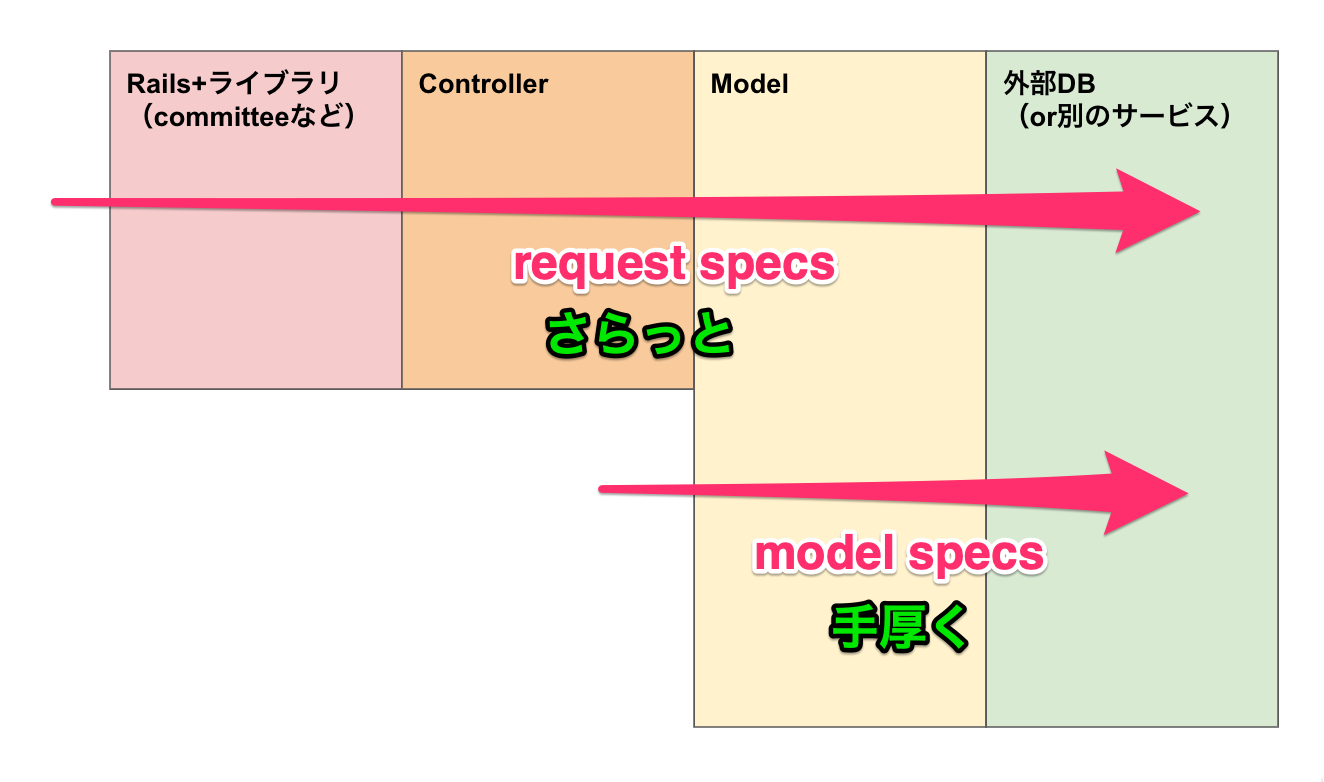 Rails+ライブラリ
（committeeなど）
Controller
Model
外部DB
（or別のサービス）
request specs
さらっと
model specs
手厚く